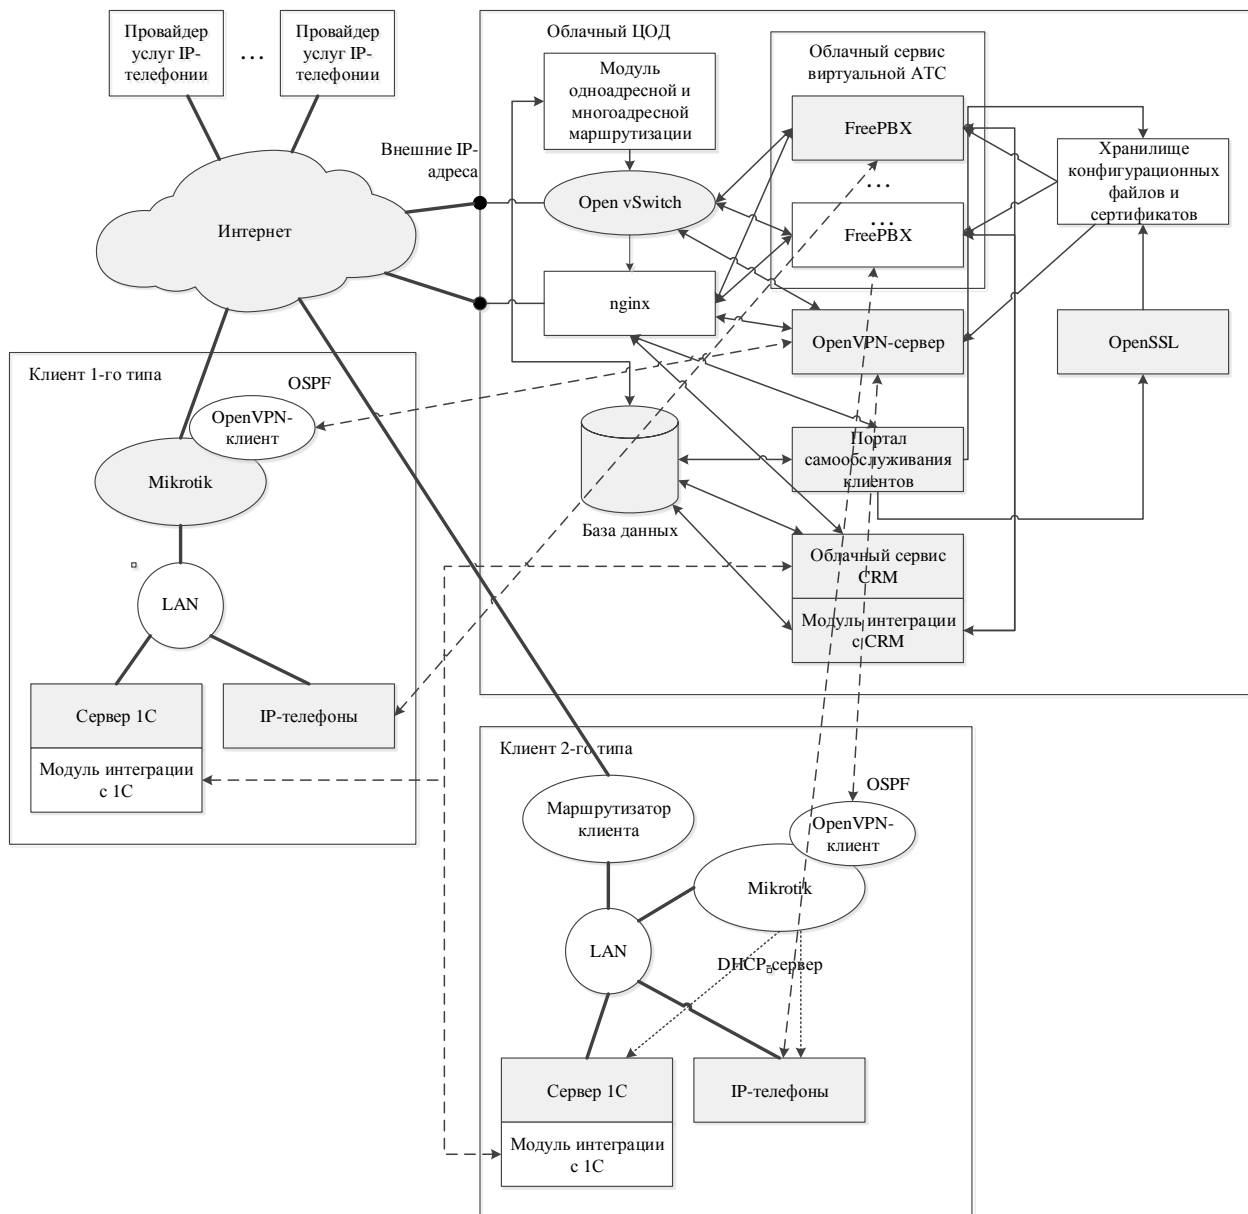 Провайдер
услуг IP-
телефонии
...
Провайдер
услуг IP-
телефонии
Облачный ЦОД
Модуль
одноадресной и
многоадресной
маршрутизации
Облачный сервис
виртуальной АТС
FreePBX
...
...
FreePBX
Хранилище
конфигурационных
файлов и
сертификатов
Внешние IP-
адреса
Open vSwitch
Интернет
nginx
OpenVPN-сервер
OpenSSL
Клиент 1-го типа
OSPF
OpenVPN-
клиент
Mikrotik
Портал
самообслуживания
клиентов
База данных
Облачный сервис
CRM
Модуль интеграции
с CRM
LAN
Сервер 1С
IP-телефоны
Модуль интеграции
с 1С
Клиент 2-го типа
OSPF
Маршрутизатор
клиента
OpenVPN-
клиент
Mikrotik
LAN
DHCP-сервер
Сервер 1С
IP-телефоны
Модуль интеграции
с 1С